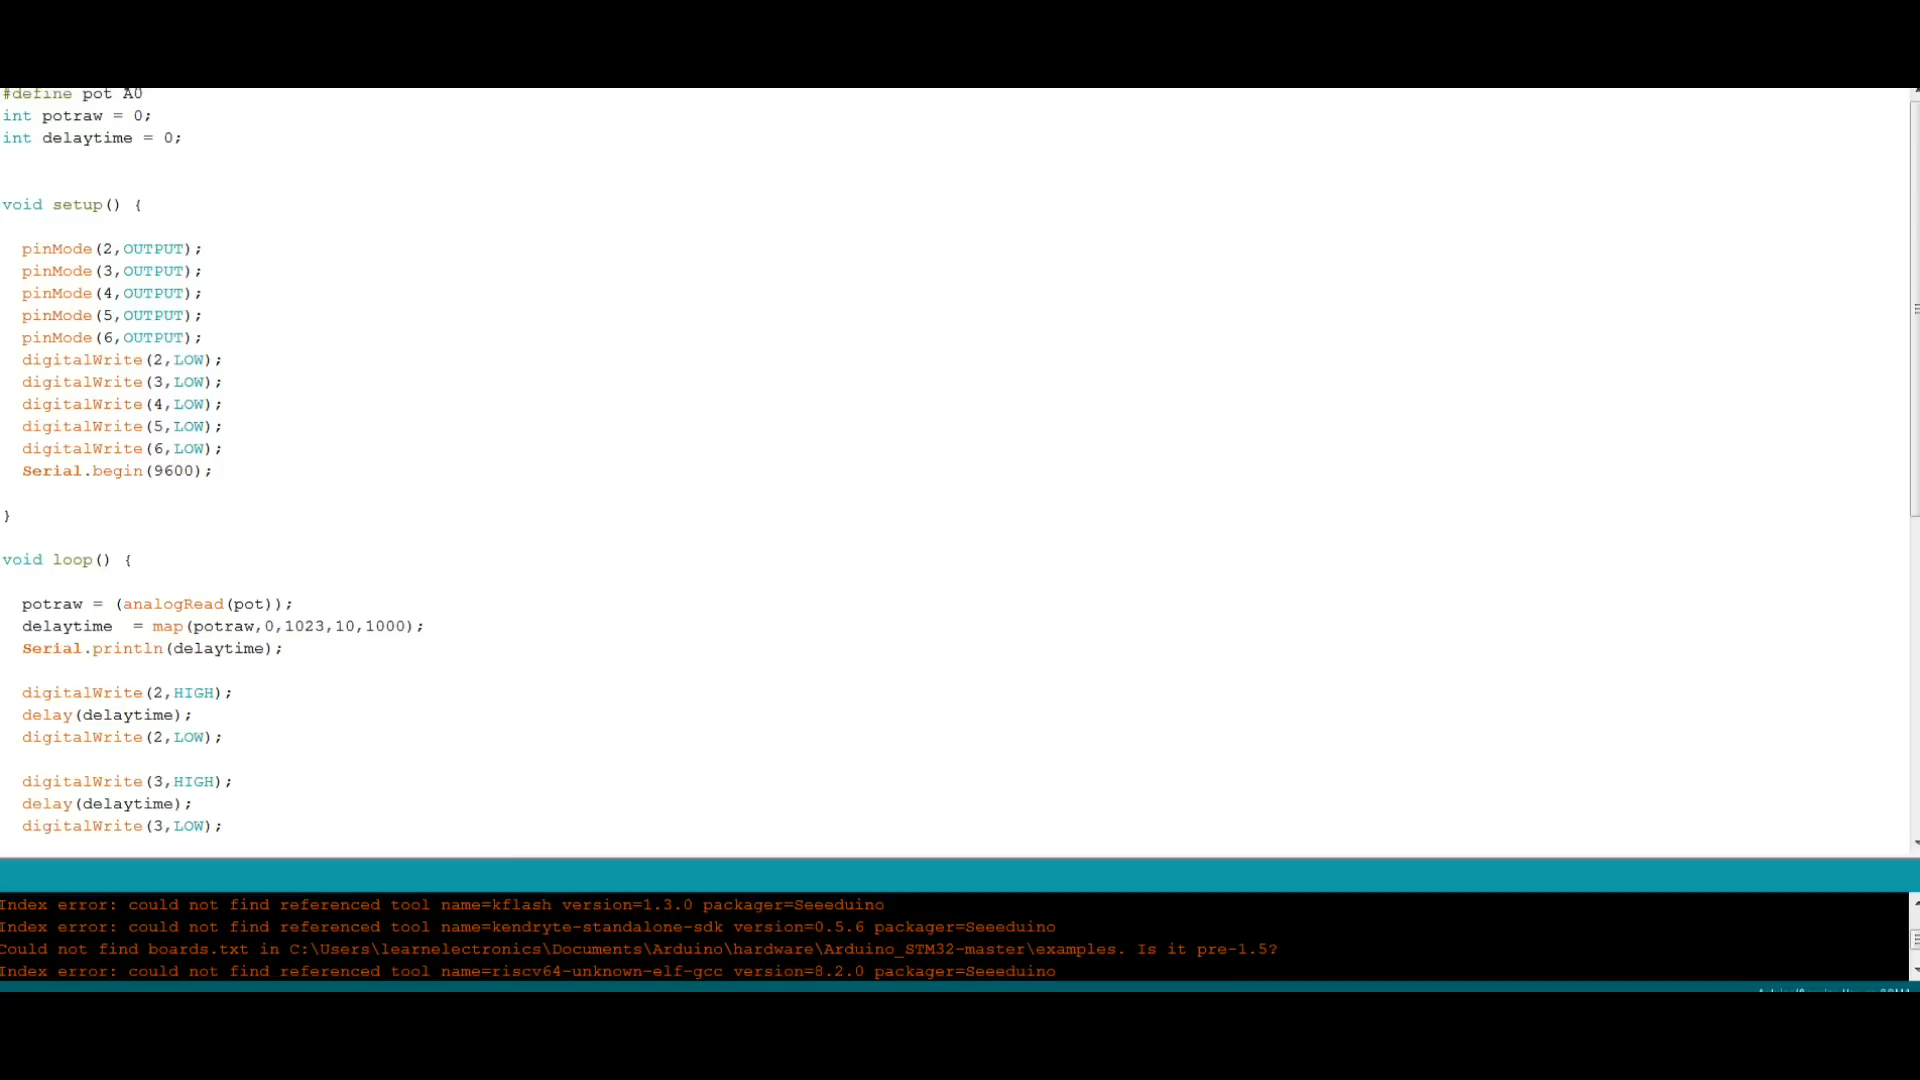 #define pot A0
int potraw = 0;
int delaytime = 0;
void setup() {
pinMode(2,OUTPUT);
pinMode(3,OUTPUT);
pinMode(4,OUTPUT);
pinMode(5,OUTPUT);
pinMode(6,OUTPUT);
digitalWrite(2,LOW);
digitalWrite(3,LOW);
digitalWrite(4,LOW);
digitalWrite(5,LOW);
digitalWrite(6,LOW);
Serial.begin(9600);
}
void loop() {
potraw = (analogRead(pot));
delaytime  = map(potraw,0,1023,10,1000);
Serial.println(delaytime);
digitalWrite(2,HIGH);
delay(delaytime);
digitalWrite(2,LOW);
digitalWrite(3,HIGH);
delay(delaytime);
digitalWrite(3,LOW);
Index error: could not find referenced tool name=kflash version=1.3.0 packager=Seeeduino
Index error: could not find referenced tool name=kendryte-standalone-sdk version=0.5.6 packager=Seeeduino
Could not find boards.txt in C:\Users\learnelectronics\Documents\Arduino\hardware\Arduino_STM32-master\examples. Is it pre-1.5?
Index error: could not find referenced tool name=riscv64-unknown-elf-gcc version=8.2.0 packager=Seeeduino